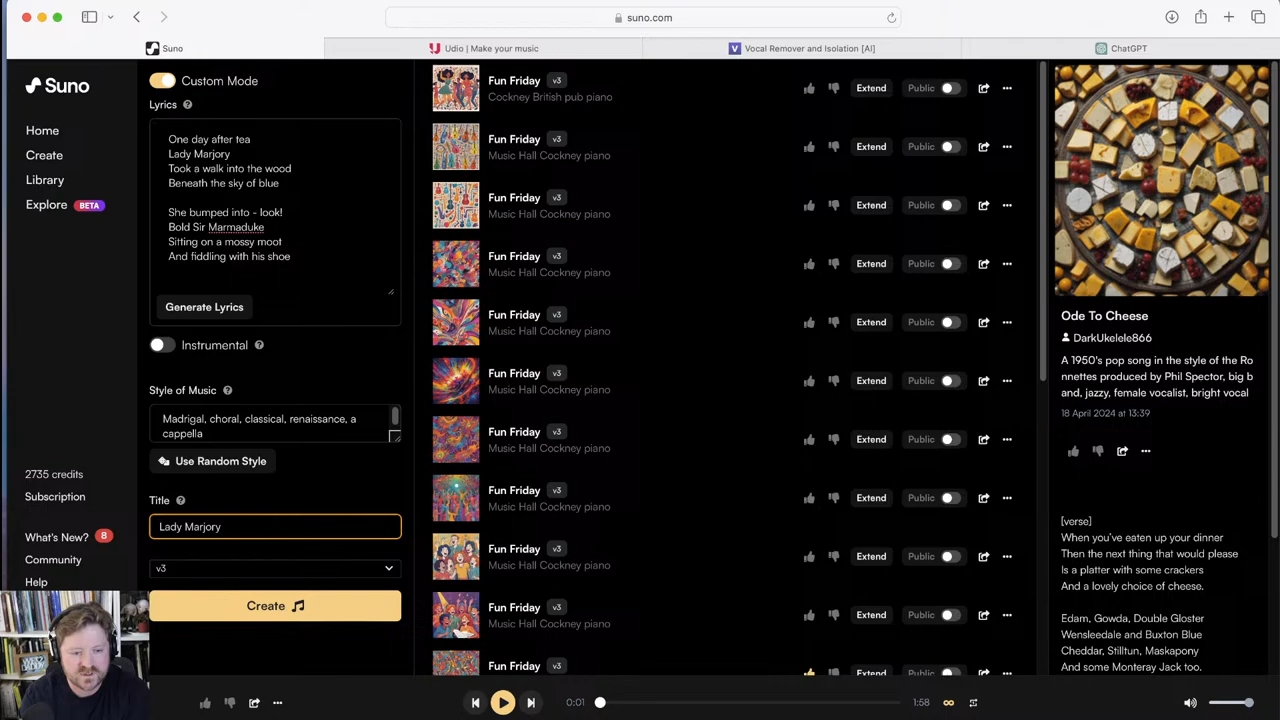 suno.com
Suno
Udio | Make your music
Vocal Remover and Isolation [AI]
ChatGPT
Suno
Home
Create
Library
Explore BETA
2735 credits
Subscription
What's New? 8
Community
Help
Custom Mode
Lyrics ?
One day after tea
Lady Marjory
Took a walk into the wood
Beneath the sky of blue
She bumped into - look!
Bold Sir Marmaduke
Sitting on a mossy moot
And fiddling with his shoe
Generate Lyrics
Instrumental ?
Style of Music ?
Madrigal, choral, classical, renaissance, a
cappella
Use Random Style
Title ?
Lady Marjory
v3
Create
Fun Friday v3
Cockney British pub piano
Extend Public
Fun Friday v3
Music Hall Cockney piano
Extend Public
Fun Friday v3
Music Hall Cockney piano
Extend Public
Fun Friday v3
Music Hall Cockney piano
Extend Public
Fun Friday v3
Music Hall Cockney piano
Extend Public
Fun Friday v3
Music Hall Cockney piano
Extend Public
Fun Friday v3
Music Hall Cockney piano
Extend Public
Fun Friday v3
Music Hall Cockney piano
Extend Public
Fun Friday v3
Music Hall Cockney piano
Extend Public
Fun Friday v3
Music Hall Cockney piano
Extend Public
Fun Friday v3
Extend Public
Ode To Cheese
DarkUkelele866
A 1950's pop song in the style of the Ro
nnettes produced by Phil Spector, big b
and, jazzy, female vocalist, bright vocal
18 April 2024 at 13:39
[verse]
When you've eaten up your dinner
Then the next thing that would please
Is a platter with some crackers
And a lovely choice of cheese.
Edam, Gowda, Double Gloster
Wensleedale and Buxton Blue
Cheddar, Stilltun, Maskapony
And some Monteray Jack too.
0:01
1:58